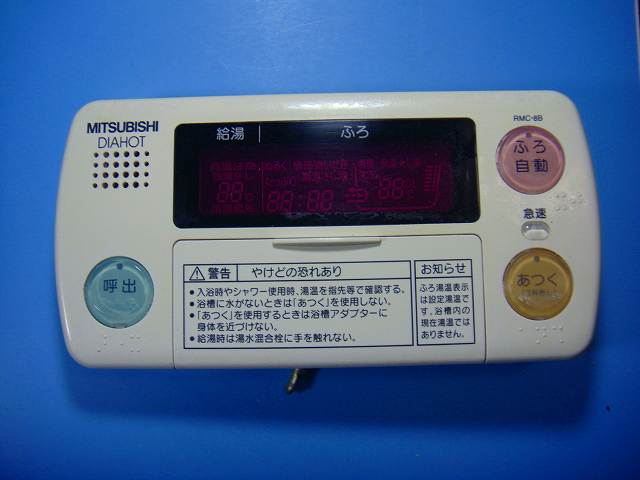 MITSUBISHI
DIAHOT
給湯
ふろ
RMC-8B
ふろ
自動
急速
呼出
あつく
88
88:88
88
⚠警告 やけどの恐れあり
・入浴時やシャワー使用時、湯温を指先等で確認する。
・浴槽に水がないときは「あつく」を使用しない。
・「あつく」を使用するときは浴槽アダプターに
身体を近づけない。
・給湯時は湯水混合栓に手を触れない。
お知らせ
ふろ湯温表示
は設定湯温で
す。浴槽内の
現在湯温では
ありません。